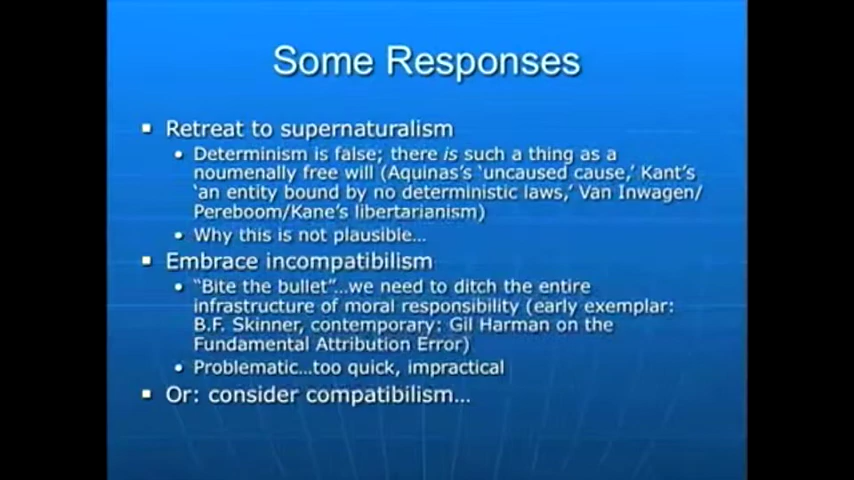 Some Responses
▪ Retreat to supernaturalism
• Determinism is false; there is such a thing as a
noumenally free will (Aquinas's 'uncaused cause,' Kant's
'an entity bound by no deterministic laws,' Van Inwagen/
Pereboom/Kane's libertarianism)
• Why this is not plausible…
▪ Embrace incompatibilism
• "Bite the bullet"…we need to ditch the entire
infrastructure of moral responsibility (early exemplar:
B.F. Skinner, contemporary: Gil Harman on the
Fundamental Attribution Error)
• Problematic…too quick, impractical
▪ Or: consider compatibilism…